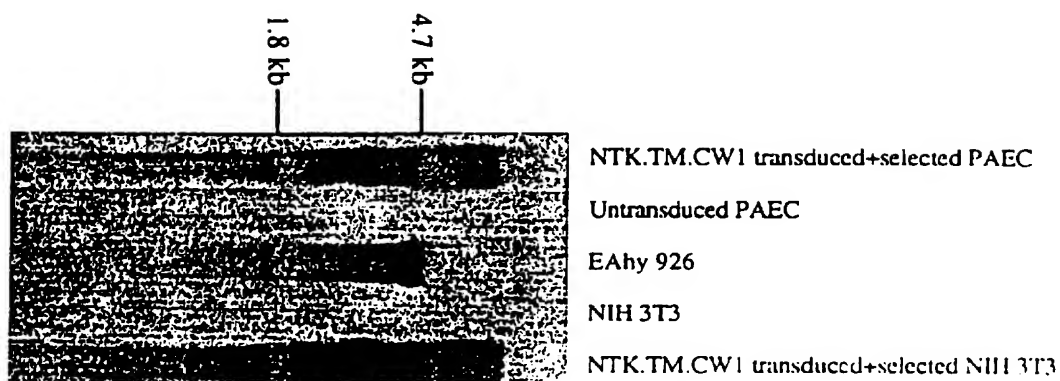 1.8 kb
4.7 kb
NTK.TM.CW1 transduced+selected PAEC
Untransduced PAEC
EAhy 926
NIH 3T3
NTK.TM.CW1 transduced+selected NIH 3T3